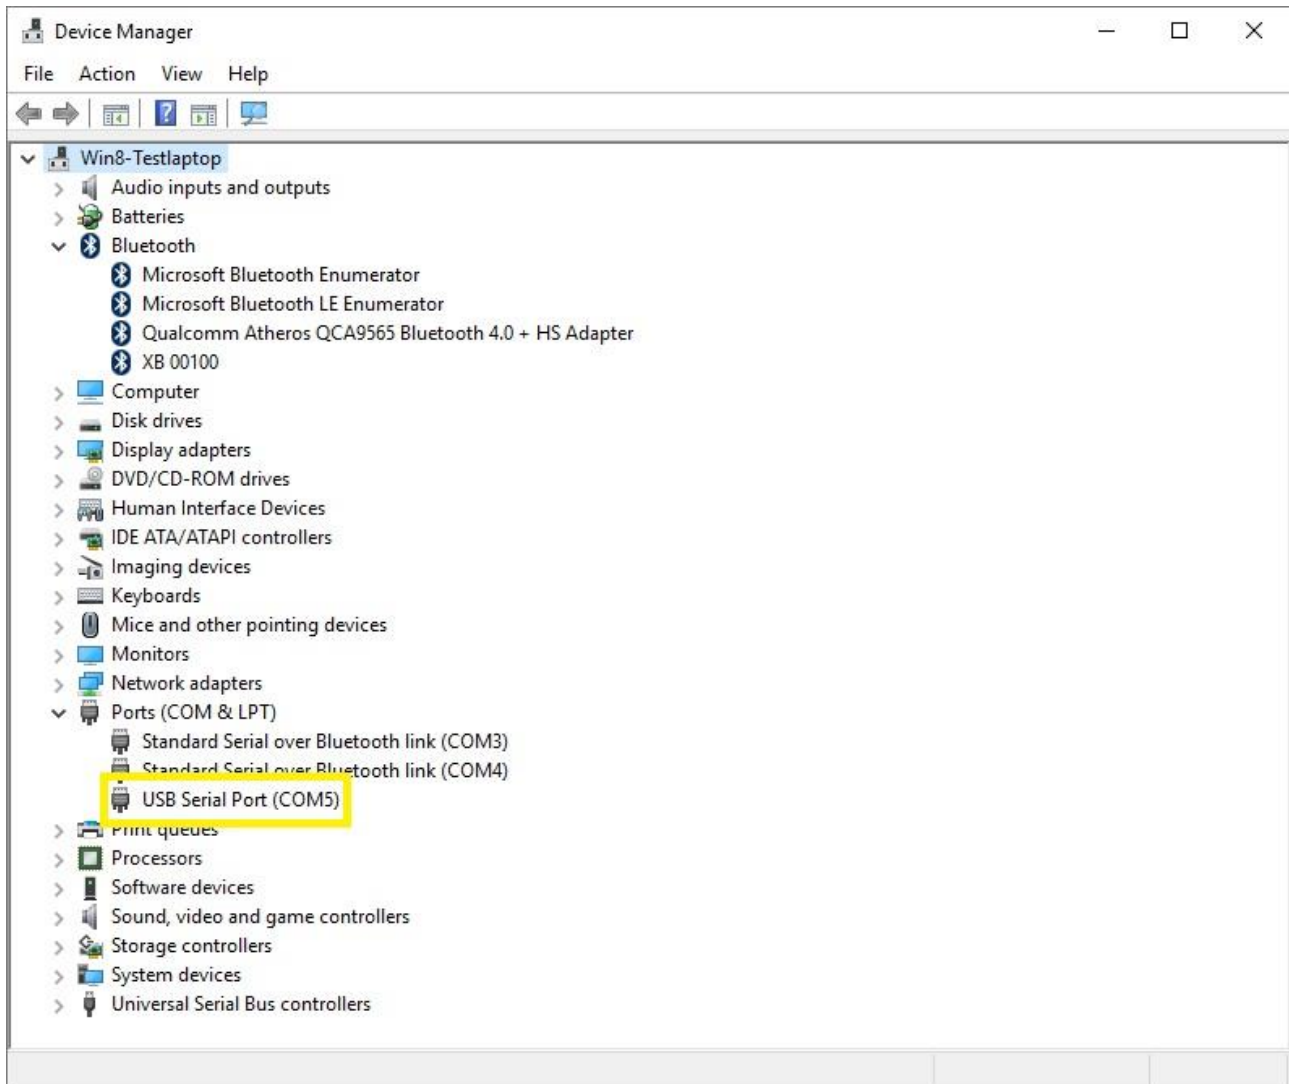 Device Manager
File Action View Help
Win8-Testlaptop
Audio inputs and outputs
Batteries
Bluetooth
Microsoft Bluetooth Enumerator
Microsoft Bluetooth LE Enumerator
Qualcomm Atheros QCA9565 Bluetooth 4.0 + HS Adapter
XB 00100
Computer
Disk drives
Display adapters
DVD/CD-ROM drives
Human Interface Devices
IDE ATA/ATAPI controllers
Imaging devices
Keyboards
Mice and other pointing devices
Monitors
Network adapters
Ports (COM & LPT)
Standard Serial over Bluetooth link (COM3)
Standard Serial over Bluetooth link (COM4)
USB Serial Port (COM5)
Print queues
Processors
Software devices
Sound, video and game controllers
Storage controllers
System devices
Universal Serial Bus controllers